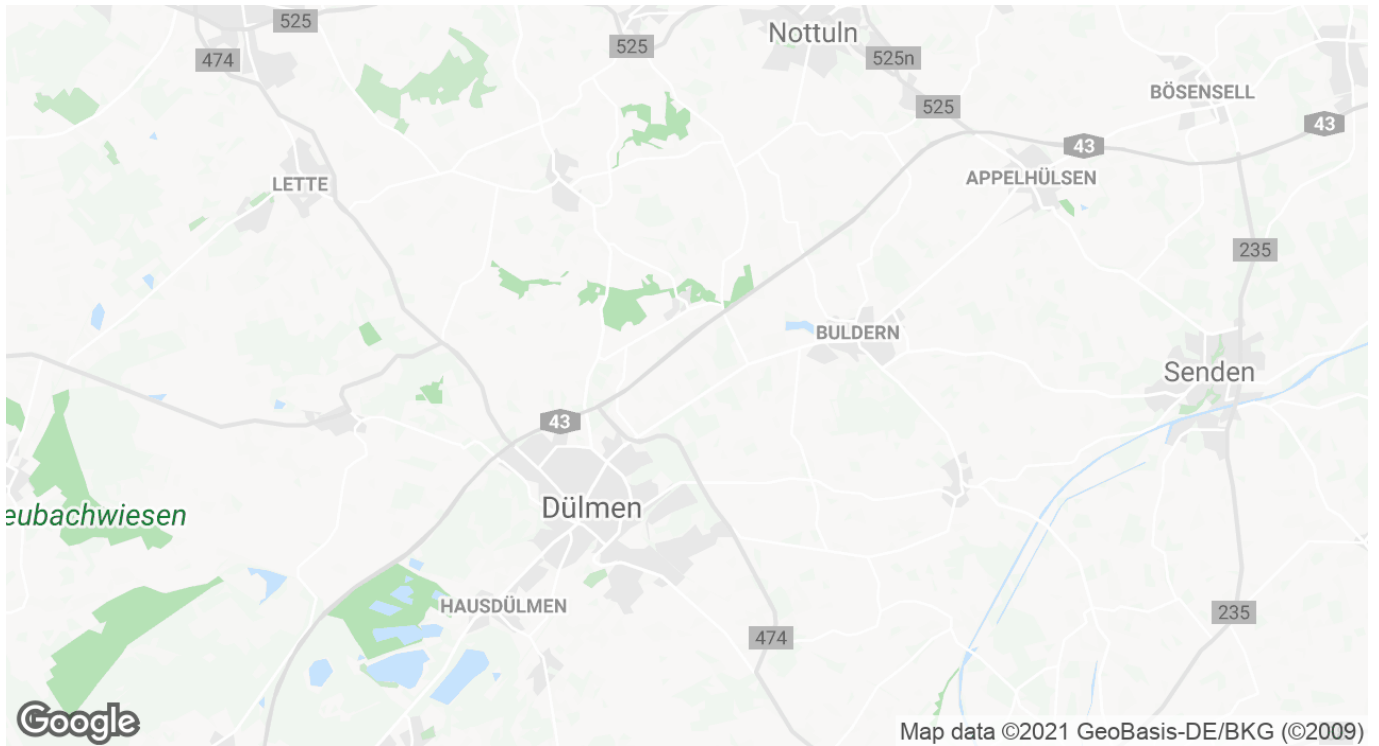 525
Nottuln
525
474
525n
BÖSENSELL
525
43
43
APPELHÜLSEN
LETTE
235
BULDERN
Senden
43
Dülmen
eubachwiesen
HAUSDÜLMEN
235
474
Google
Map data ©2021 GeoBasis-DE/BKG (©2009)